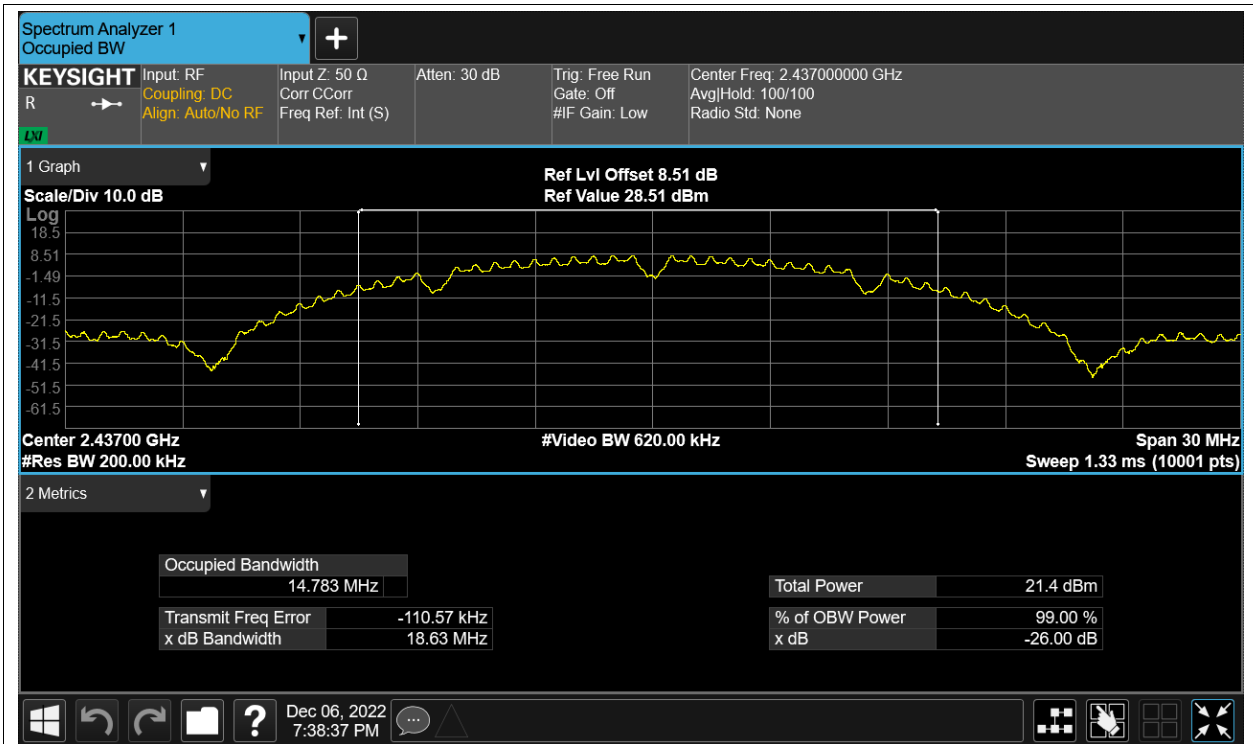 Spectrum Analyzer 1
Occupied BW
KEYSIGHT
R
LXI
Input: RF
Coupling: DC
Align: Auto/No RF
Input Z: 50 Ω
Corr CCorr
Freq Ref: Int (S)
Atten: 30 dB
Trig: Free Run
Gate: Off
#IF Gain: Low
Center Freq: 2.437000000 GHz
Avg|Hold: 100/100
Radio Std: None
1 Graph
Scale/Div 10.0 dB
Ref Lvl Offset 8.51 dB
Ref Value 28.51 dBm
Log
18.5
8.51
-1.49
-11.5
-21.5
-31.5
-41.5
-51.5
-61.5
Center 2.43700 GHz
#Res BW 200.00 kHz
#Video BW 620.00 kHz
Span 30 MHz
Sweep 1.33 ms (10001 pts)
2 Metrics
Occupied Bandwidth
14.783 MHz
Transmit Freq Error -110.57 kHz
x dB Bandwidth 18.63 MHz
Total Power 21.4 dBm
% of OBW Power 99.00 %
x dB -26.00 dB
?
Dec 06, 2022
7:38:37 PM